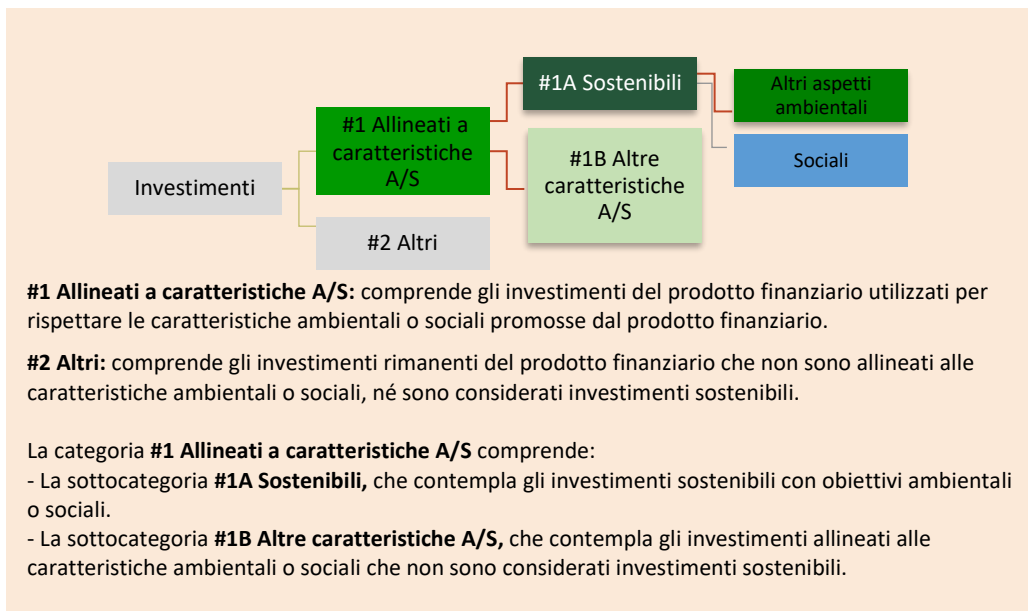 #1A Sostenibili
Altri aspetti
ambientali
#1 Allineati a
caratteristiche
A/S
#1B Altre
caratteristiche
A/S
Sociali
Investimenti
#2 Altri
#1 Allineati a caratteristiche A/S: comprende gli investimenti del prodotto finanziario utilizzati per
rispettare le caratteristiche ambientali o sociali promosse dal prodotto finanziario.
#2 Altri: comprende gli investimenti rimanenti del prodotto finanziario che non sono allineati alle
caratteristiche ambientali o sociali, né sono considerati investimenti sostenibili.
La categoria #1 Allineati a caratteristiche A/S comprende:
- La sottocategoria #1A Sostenibili, che contempla gli investimenti sostenibili con obiettivi ambientali
o sociali.
- La sottocategoria #1B Altre caratteristiche A/S, che contempla gli investimenti allineati alle
caratteristiche ambientali o sociali che non sono considerati investimenti sostenibili.